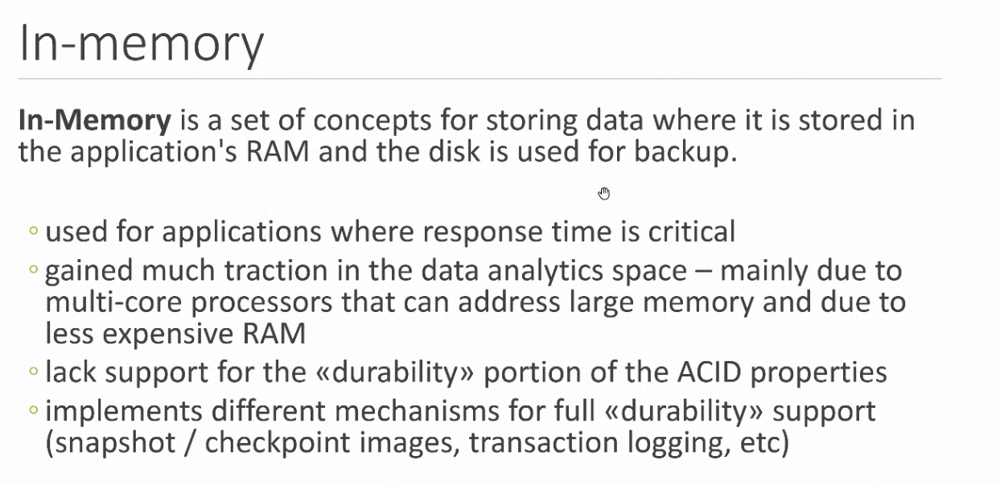 In-memory
In-Memory is a set of concepts for storing data where it is stored in
the application's RAM and the disk is used for backup.
◦ used for applications where response time is critical
◦ gained much traction in the data analytics space – mainly due to
multi-core processors that can address large memory and due to
less expensive RAM
◦ lack support for the «durability» portion of the ACID properties
◦ implements different mechanisms for full «durability» support
(snapshot / checkpoint images, transaction logging, etc)